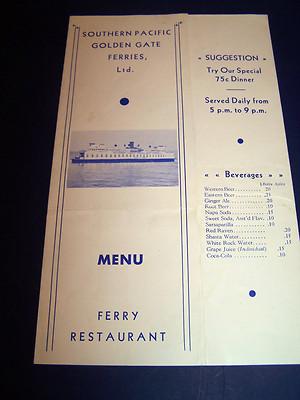 SOUTHERN PACIFIC
GOLDEN GATE
FERRIES,
Ltd.
MENU
FERRY
RESTAURANT
« SUGGESTION »
Try Our Special
75c Dinner
Served Daily from
5 p.m. to 9 p.m.
« « Beverages » »
Western Beer .20
Eastern Beer .25
Ginger Ale .20
Root Beer .10
Napa Soda .15
Sweet Soda, Ass'd Flav. .10
Sarsaparilla .10
Red Raven .20
Shasta Water .15
White Rock Water .35
Grape Juice (Individual) .15
Coca-Cola .10